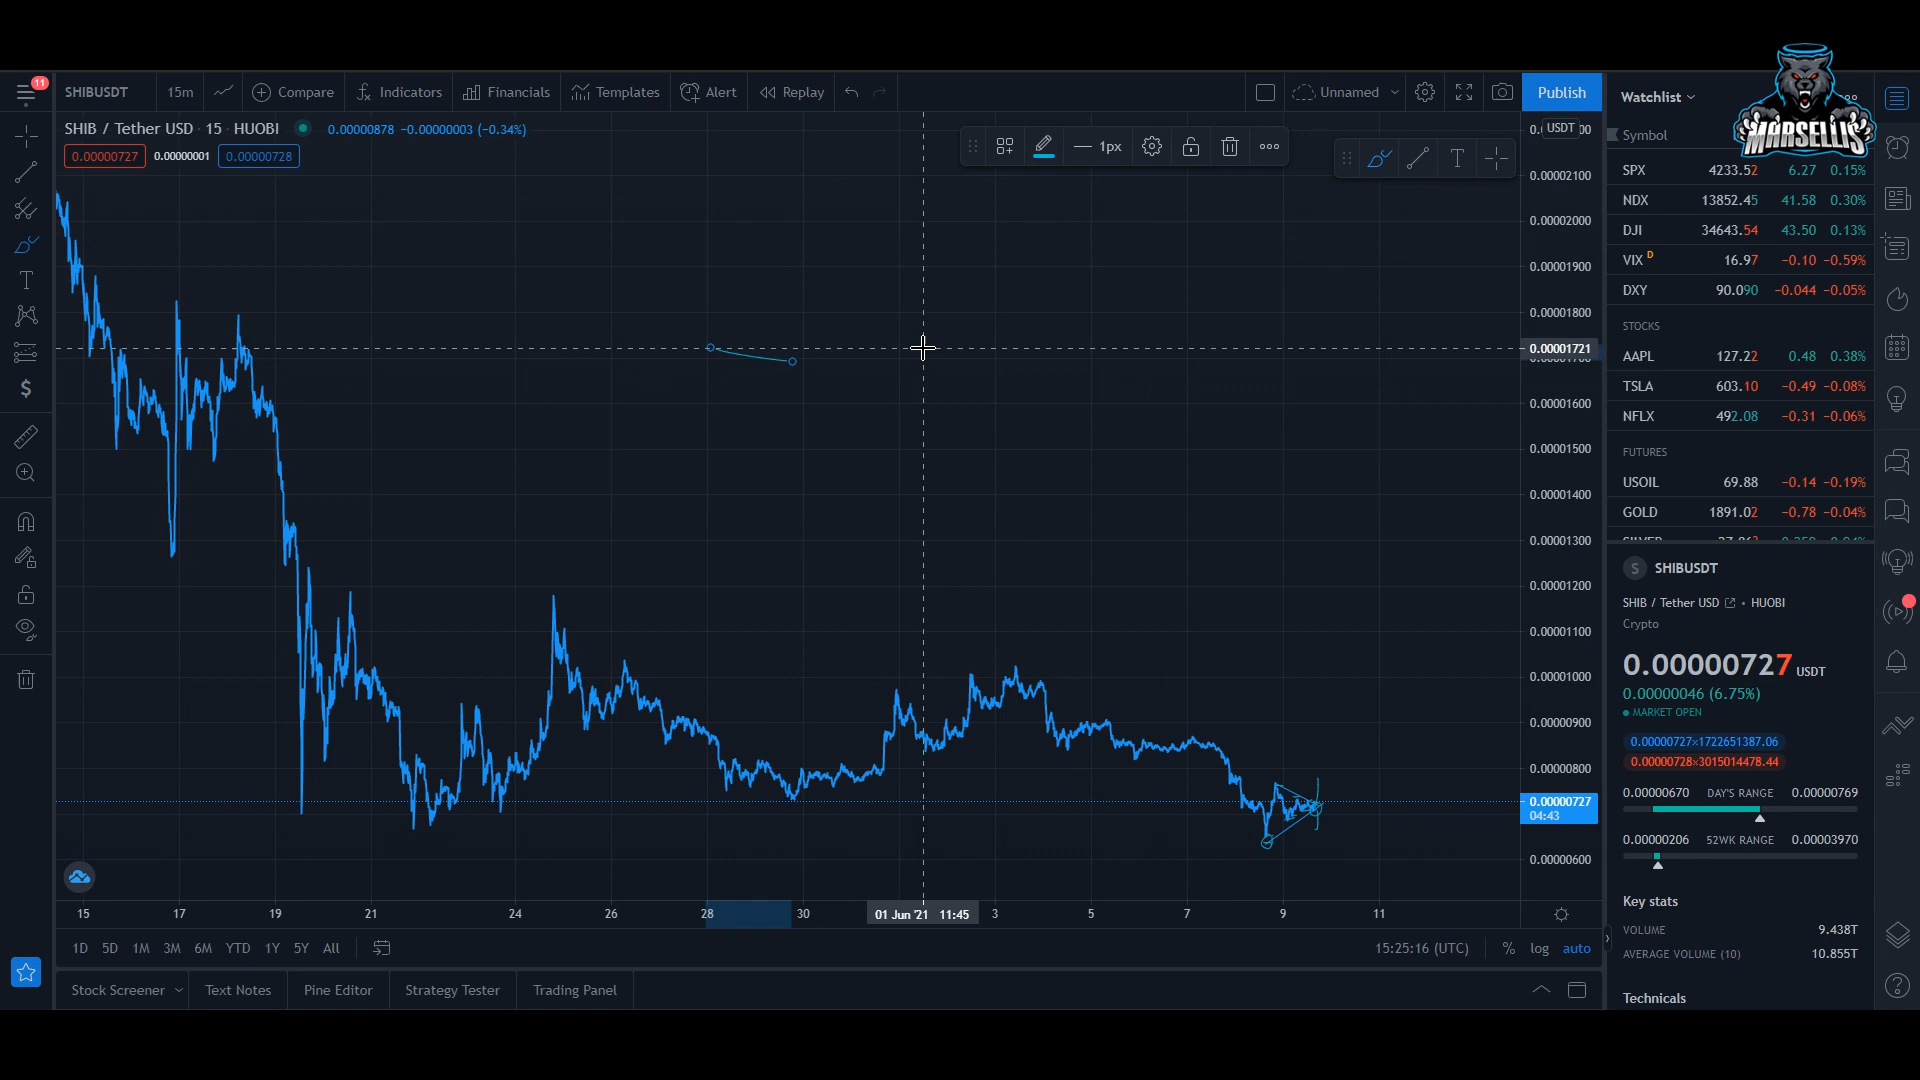 11
SHIBUSDT 15m Compare Indicators Financials Templates Alert Replay Unnamed Publish
SHIB / Tether USD · 15 · HUOBI 0.00000878 −0.00000003 (−0.34%)
0.00000727 0.00000001 0.00000728
1px
USDT
0.00002100
0.00002000
0.00001900
0.00001800
0.00001721
0.00001600
0.00001500
0.00001400
0.00001300
0.00001200
0.00001100
0.00001000
0.00000900
0.00000800
0.00000727
04:43
0.00000600
15 17 19 21 24 26 28 30 01 Jun '21 11:45 3 5 7 9 11
1D 5D 1M 3M 6M YTD 1Y 5Y All 15:25:16 (UTC) % log auto
Stock Screener Text Notes Pine Editor Strategy Tester Trading Panel
Watchlist
MARSELLIS
Symbol
SPX 4233.52 6.27 0.15%
NDX 13852.45 41.58 0.30%
DJI 34643.54 43.50 0.13%
VIX D 16.97 −0.10 −0.59%
DXY 90.090 −0.044 −0.05%
STOCKS
AAPL 127.22 0.48 0.38%
TSLA 603.10 −0.49 −0.08%
NFLX 492.08 −0.31 −0.06%
FUTURES
USOIL 69.88 −0.14 −0.19%
GOLD 1891.02 −0.78 −0.04%
S SHIBUSDT
SHIB / Tether USD • HUOBI
Crypto
0.00000727 USDT
0.00000046 (6.75%)
MARKET OPEN
0.00000727×1722651387.06
0.00000728×3015014478.44
0.00000670 DAY'S RANGE 0.00000769
0.00000206 52WK RANGE 0.00003970
Key stats
VOLUME 9.438T
AVERAGE VOLUME (10) 10.855T
Technicals